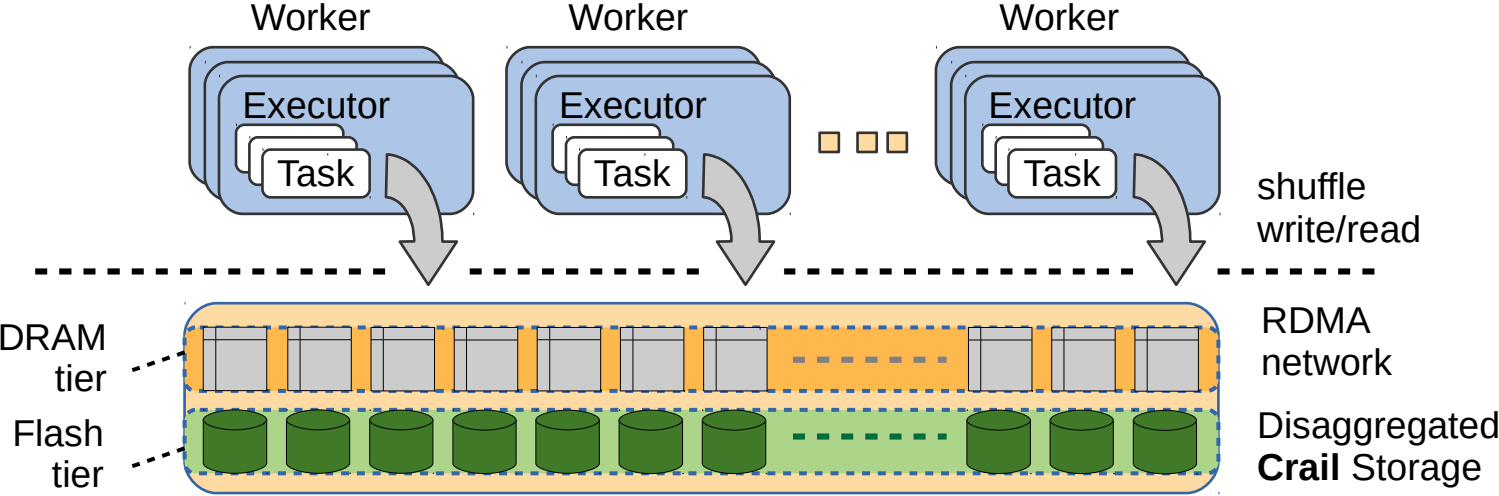 Worker
Worker
Worker
Executor
Executor
Executor
Task
Task
Task
shuffle
write/read
DRAM
tier
RDMA
network
Flash
tier
Disaggregated
Crail Storage